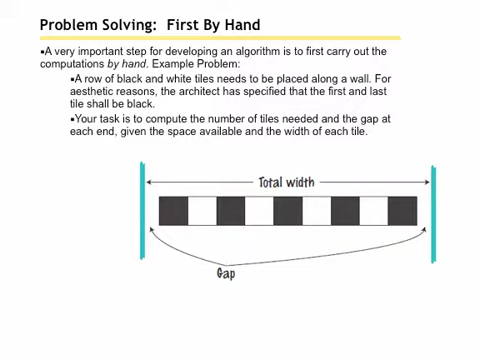 Problem Solving: First By Hand
▪A very important step for developing an algorithm is to first carry out the
computations by hand. Example Problem:
▪A row of black and white tiles needs to be placed along a wall. For
aesthetic reasons, the architect has specified that the first and last
tile shall be black.
▪Your task is to compute the number of tiles needed and the gap at
each end, given the space available and the width of each tile.
Total width
Gap